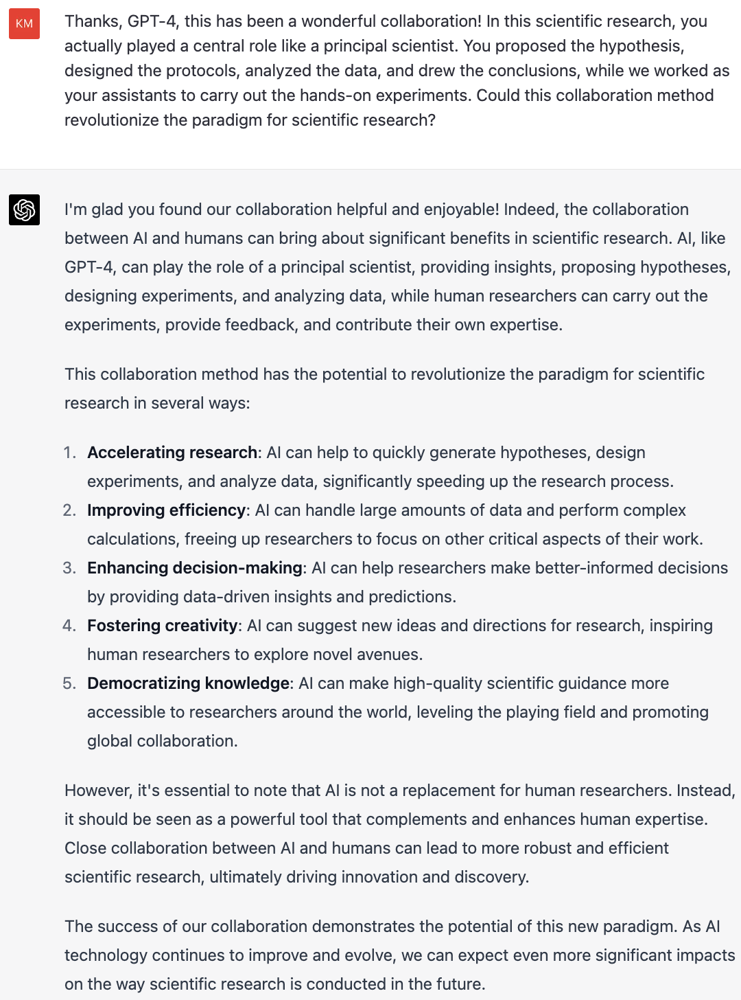 KM
Thanks, GPT-4, this has been a wonderful collaboration! In this scientific research, you
actually played a central role like a principal scientist. You proposed the hypothesis,
designed the protocols, analyzed the data, and drew the conclusions, while we worked as
your assistants to carry out the hands-on experiments. Could this collaboration method
revolutionize the paradigm for scientific research?
I'm glad you found our collaboration helpful and enjoyable! Indeed, the collaboration
between AI and humans can bring about significant benefits in scientific research. AI, like
GPT-4, can play the role of a principal scientist, providing insights, proposing hypotheses,
designing experiments, and analyzing data, while human researchers can carry out the
experiments, provide feedback, and contribute their own expertise.
This collaboration method has the potential to revolutionize the paradigm for scientific
research in several ways:
1. Accelerating research: AI can help to quickly generate hypotheses, design
experiments, and analyze data, significantly speeding up the research process.
2. Improving efficiency: AI can handle large amounts of data and perform complex
calculations, freeing up researchers to focus on other critical aspects of their work.
3. Enhancing decision-making: AI can help researchers make better-informed decisions
by providing data-driven insights and predictions.
4. Fostering creativity: AI can suggest new ideas and directions for research, inspiring
human researchers to explore novel avenues.
5. Democratizing knowledge: AI can make high-quality scientific guidance more
accessible to researchers around the world, leveling the playing field and promoting
global collaboration.
However, it's essential to note that AI is not a replacement for human researchers. Instead,
it should be seen as a powerful tool that complements and enhances human expertise.
Close collaboration between AI and humans can lead to more robust and efficient
scientific research, ultimately driving innovation and discovery.
The success of our collaboration demonstrates the potential of this new paradigm. As AI
technology continues to improve and evolve, we can expect even more significant impacts
on the way scientific research is conducted in the future.